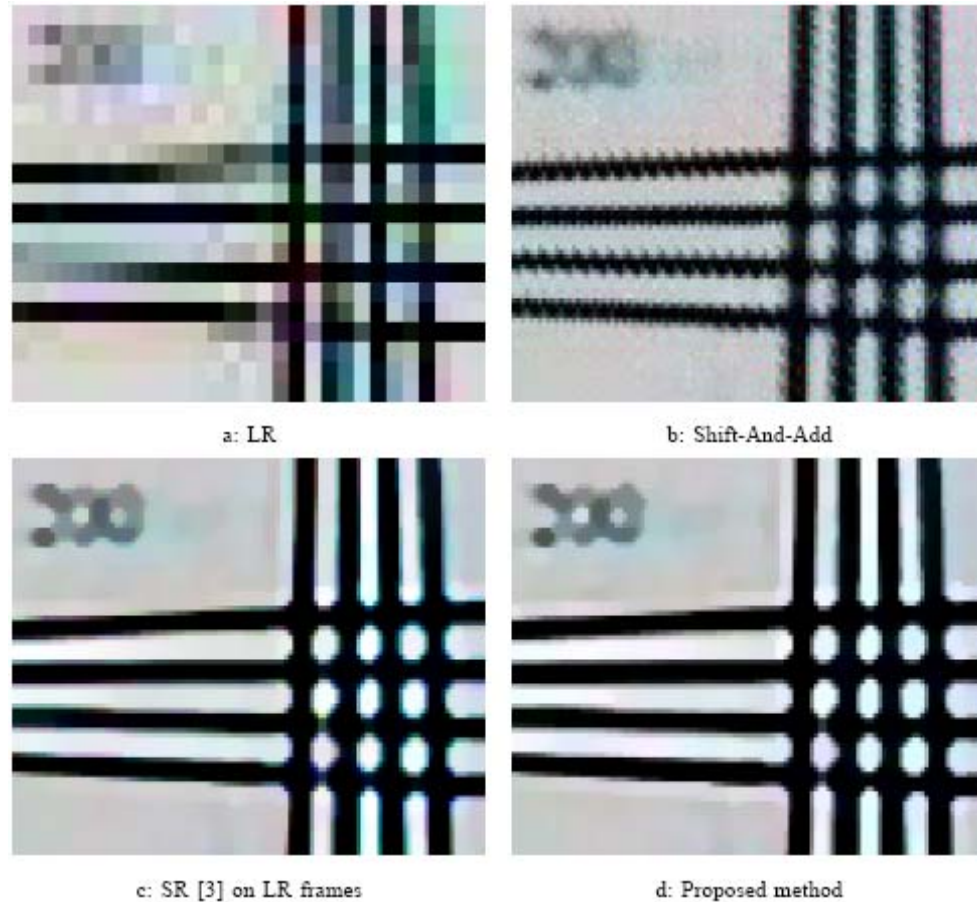 a: LR
b: Shift-And-Add
c: SR [3] on LR frames
d: Proposed method